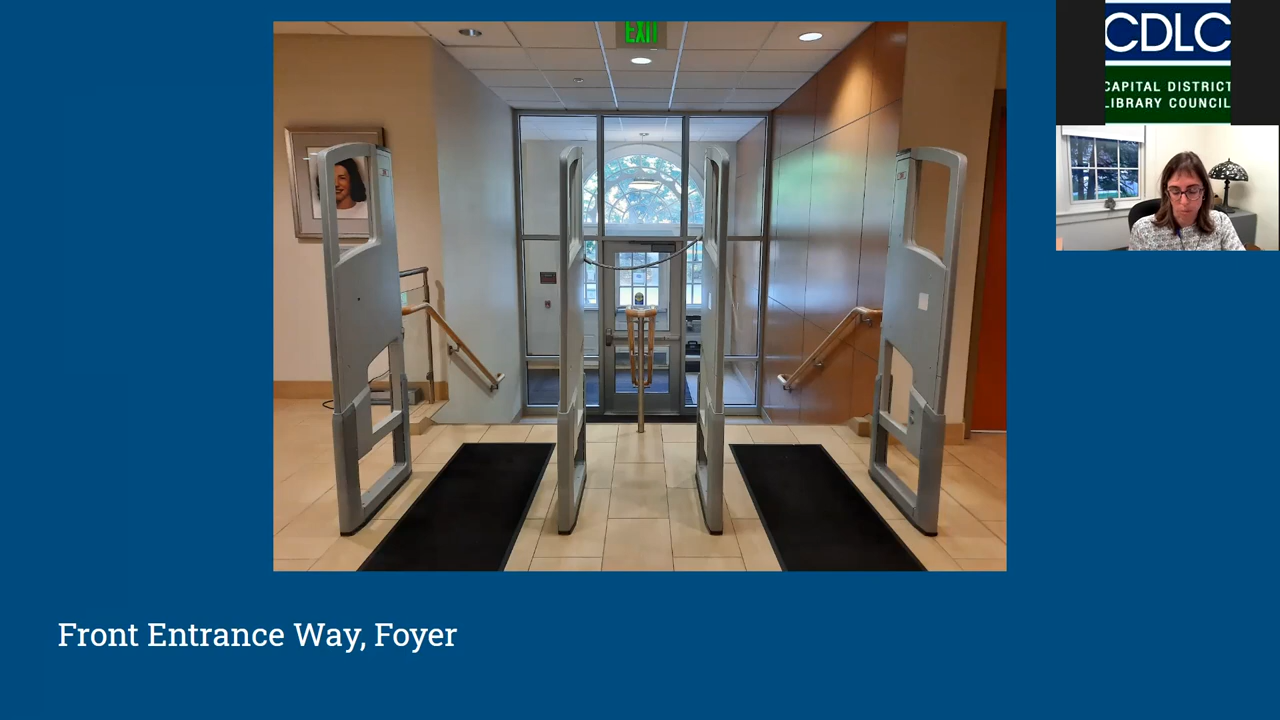 EXIT
CDLC
CAPITAL DISTRICT
LIBRARY COUNCIL
Front Entrance Way, Foyer